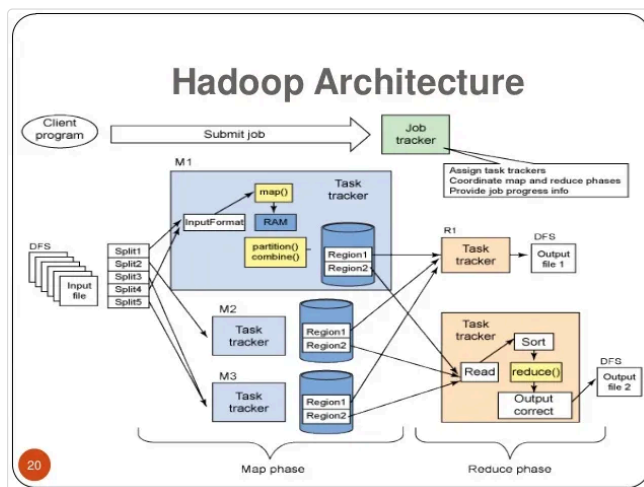 Hadoop Architecture
Client
program
Submit job
Job
tracker
Assign task trackers
Coordinate map and reduce phases
Provide job progress info
M1
map()
Task
tracker
InputFormat
RAM
partition()
combine()
Region1
Region2
DFS
Input
file
Split1
Split2
Split3
Split4
Split5
M2
Task
tracker
Region1
Region2
M3
Task
tracker
Region1
Region2
R1
Task
tracker
DFS
Output
file 1
Task
tracker
Sort
Read
reduce()
Output
correct
DFS
Output
file 2
Map phase
Reduce phase
20